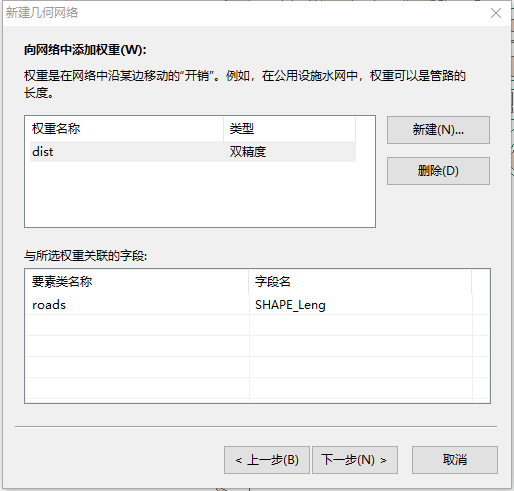 新建几何网络
向网络中添加权重(W):
权重是在网络中沿某边移动的“开销”。例如，在公用设施水网中，权重可以是管路的
长度。
权重名称 类型
dist 双精度
新建(N)...
删除(D)
与所选权重关联的字段:
要素类名称 字段名
roads SHAPE_Leng
< 上一步(B) 下一步(N) > 取消